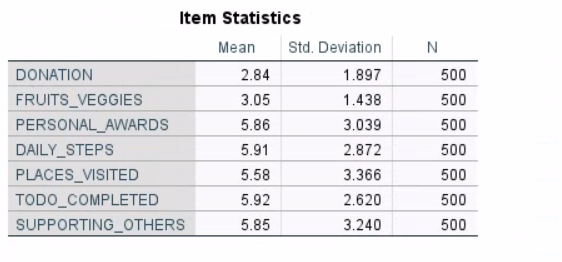 Item Statistics
Mean Std. Deviation N
DONATION 2.84 1.897 500
FRUITS_VEGGIES 3.05 1.438 500
PERSONAL_AWARDS 5.86 3.039 500
DAILY_STEPS 5.91 2.872 500
PLACES_VISITED 5.58 3.366 500
TODO_COMPLETED 5.92 2.620 500
SUPPORTING_OTHERS 5.85 3.240 500